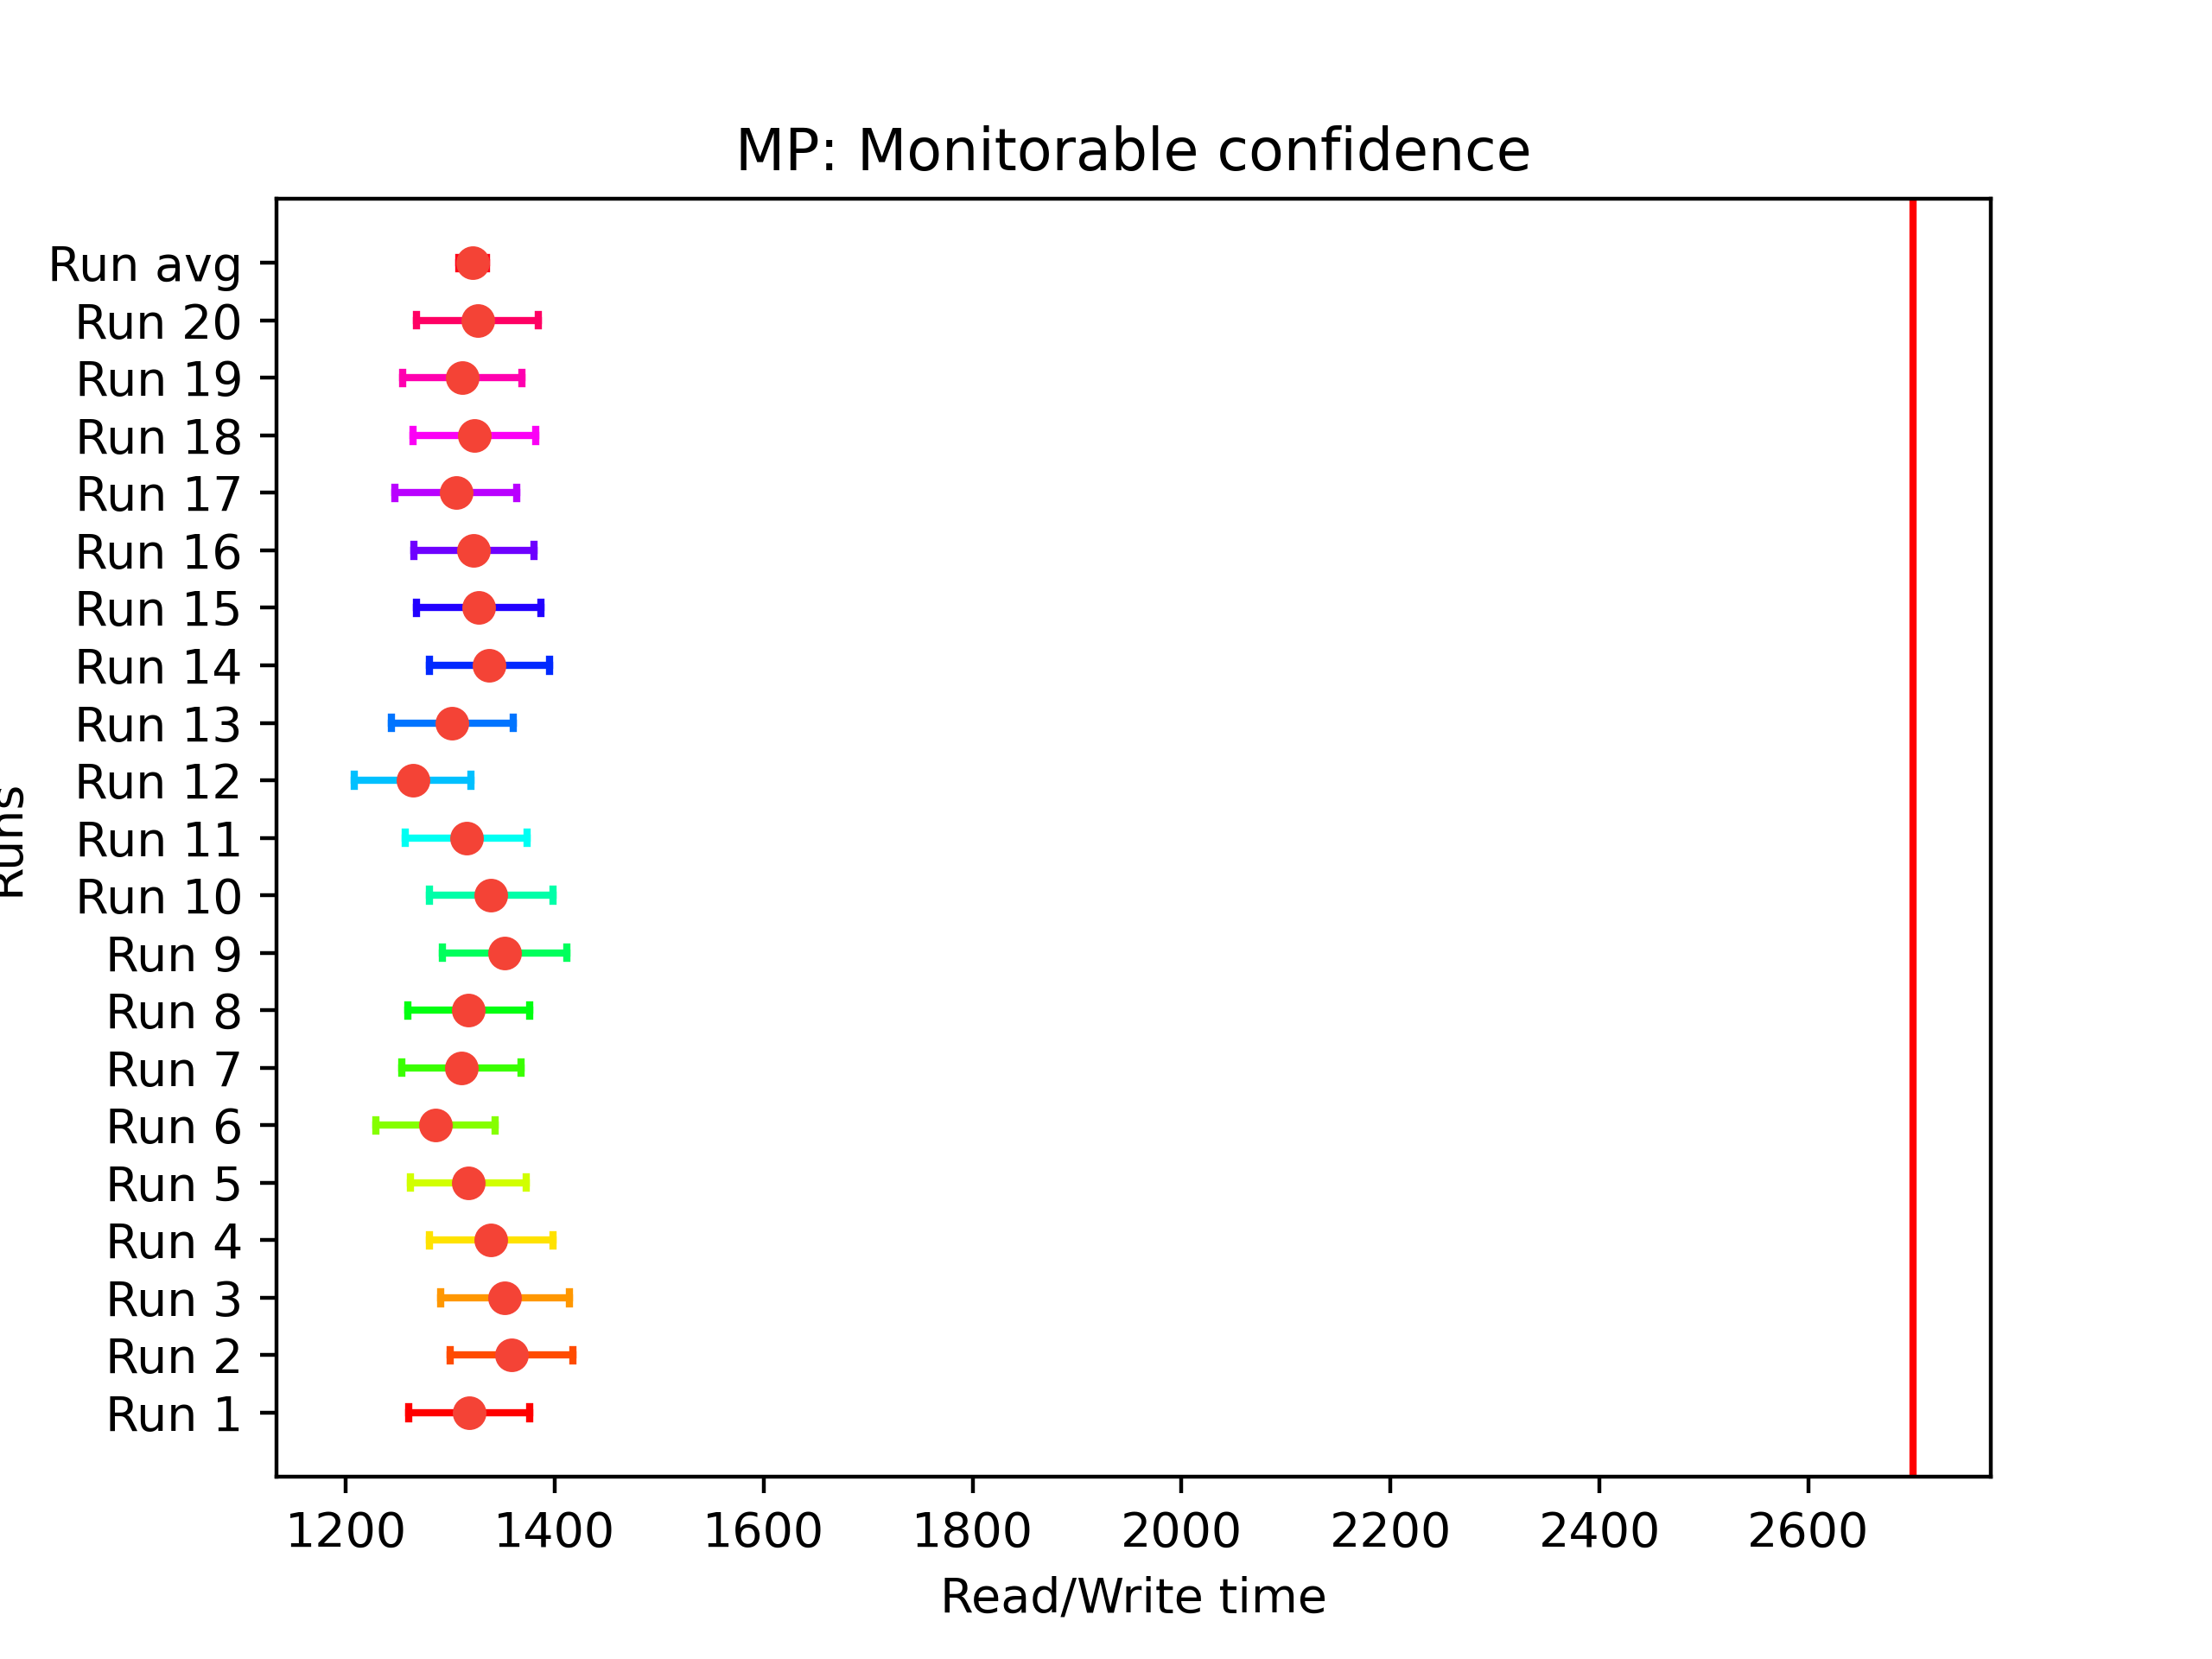 MP: Monitorable confidence
Run avg
Run 20
Run 19
Run 18
Run 17
Run 16
Run 15
Run 14
Run 13
Run 12
Run 11
Run 10
Run 9
Run 8
Run 7
Run 6
Run 5
Run 4
Run 3
Run 2
Run 1
Runs
1200 1400 1600 1800 2000 2200 2400 2600
Read/Write time